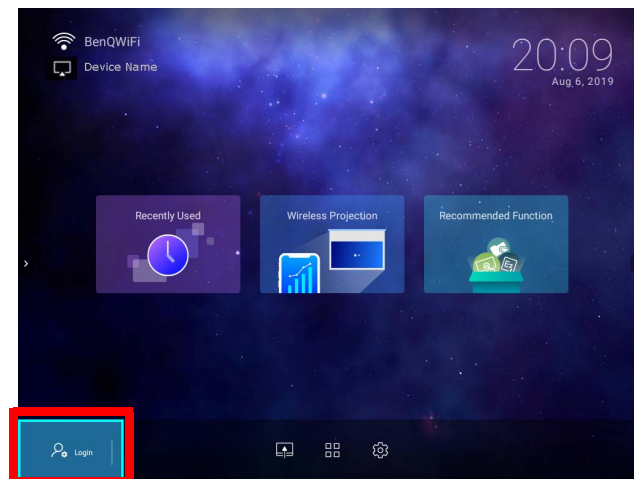 BenQWiFi
Device Name
20:09
Aug 6, 2019
Recently Used
Wireless Projection
Recommended Function
Login